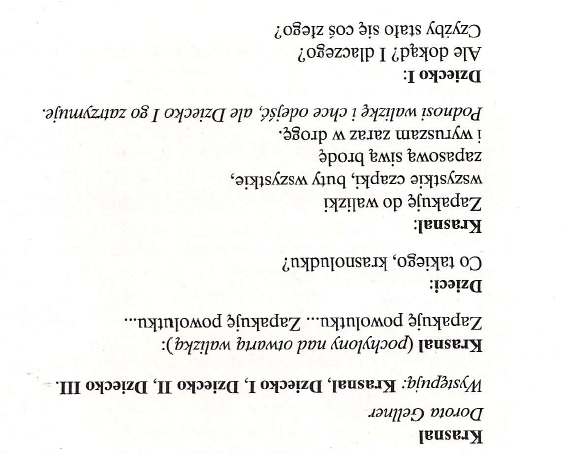 Krasnal
Dorota Gellner
Występują: Krasnal, Dziecko I, Dziecko II, Dziecko III.
Krasnal (pochylony nad otwartą walizką):
Zapakuję powolutku... Zapakuję powolutku...
Dzieci:
Co takiego, krasnoludku?
Krasnal:
Zapakuję do walizki
wszystkie czapki, buty wszystkie,
zapasową siwą brodę
i wyruszam zaraz w drogę.
Podnosi walizkę i chce odejść, ale Dziecko I go zatrzymuje.
Dziecko I:
Ale dokąd? I dlaczego?
Czyżby stało się coś złego?